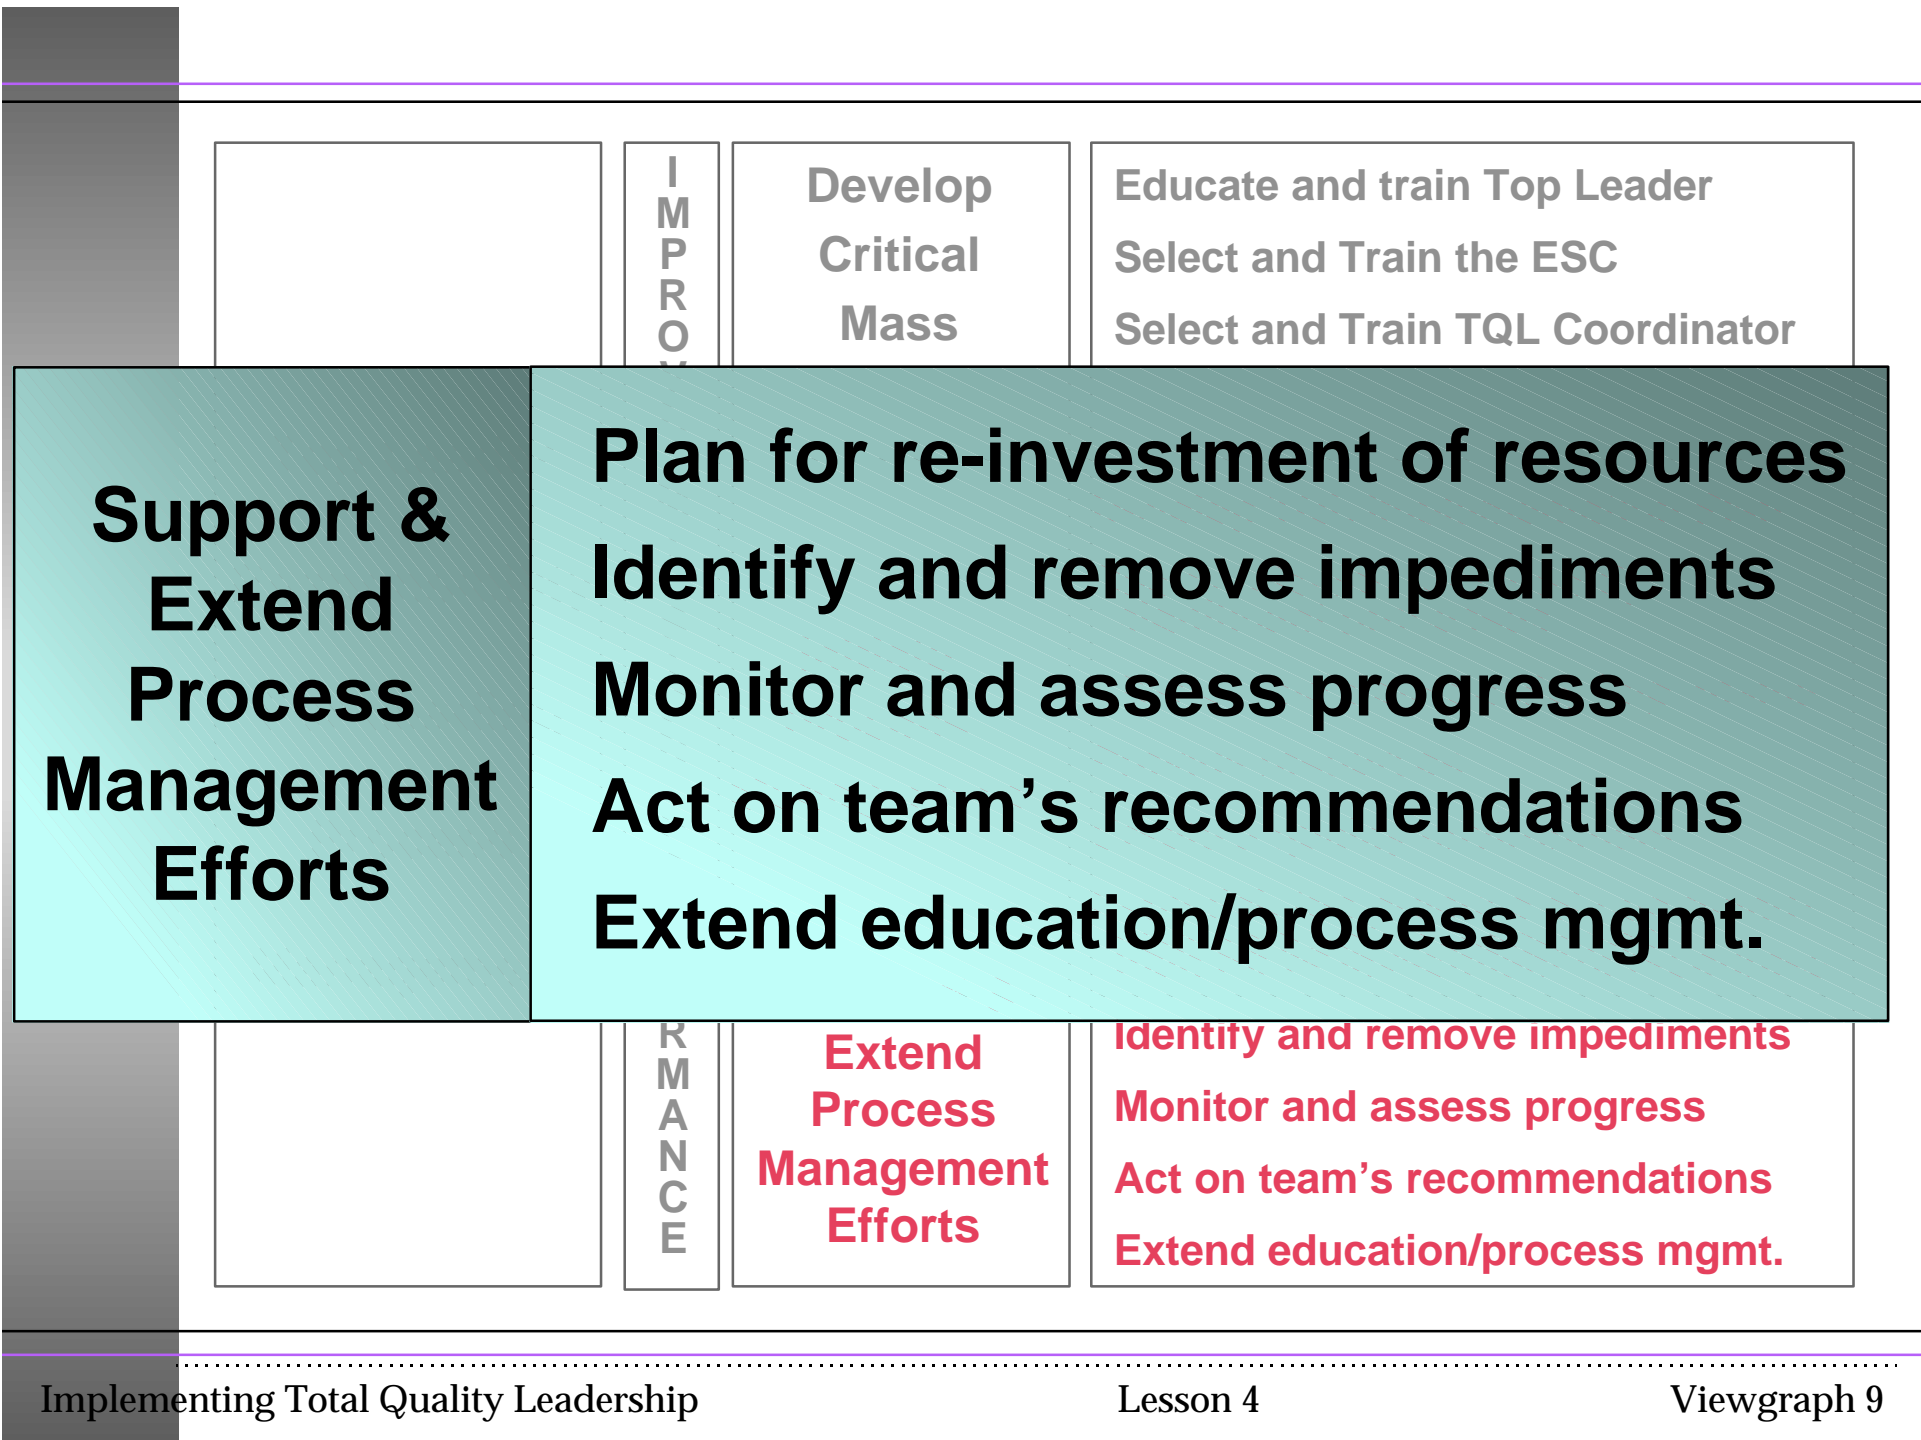 I
M
P
R
O
Develop
Critical
Mass
Educate and train Top Leader
Select and Train the ESC
Select and Train TQL Coordinator
Support &
Extend
Process
Management
Efforts
Plan for re-investment of resources
Identify and remove impediments
Monitor and assess progress
Act on team’s recommendations
Extend education/process mgmt.
R
M
A
N
C
E
Extend
Process
Management
Efforts
Identify and remove impediments
Monitor and assess progress
Act on team’s recommendations
Extend education/process mgmt.
Implementing Total Quality Leadership
Lesson 4
Viewgraph 9